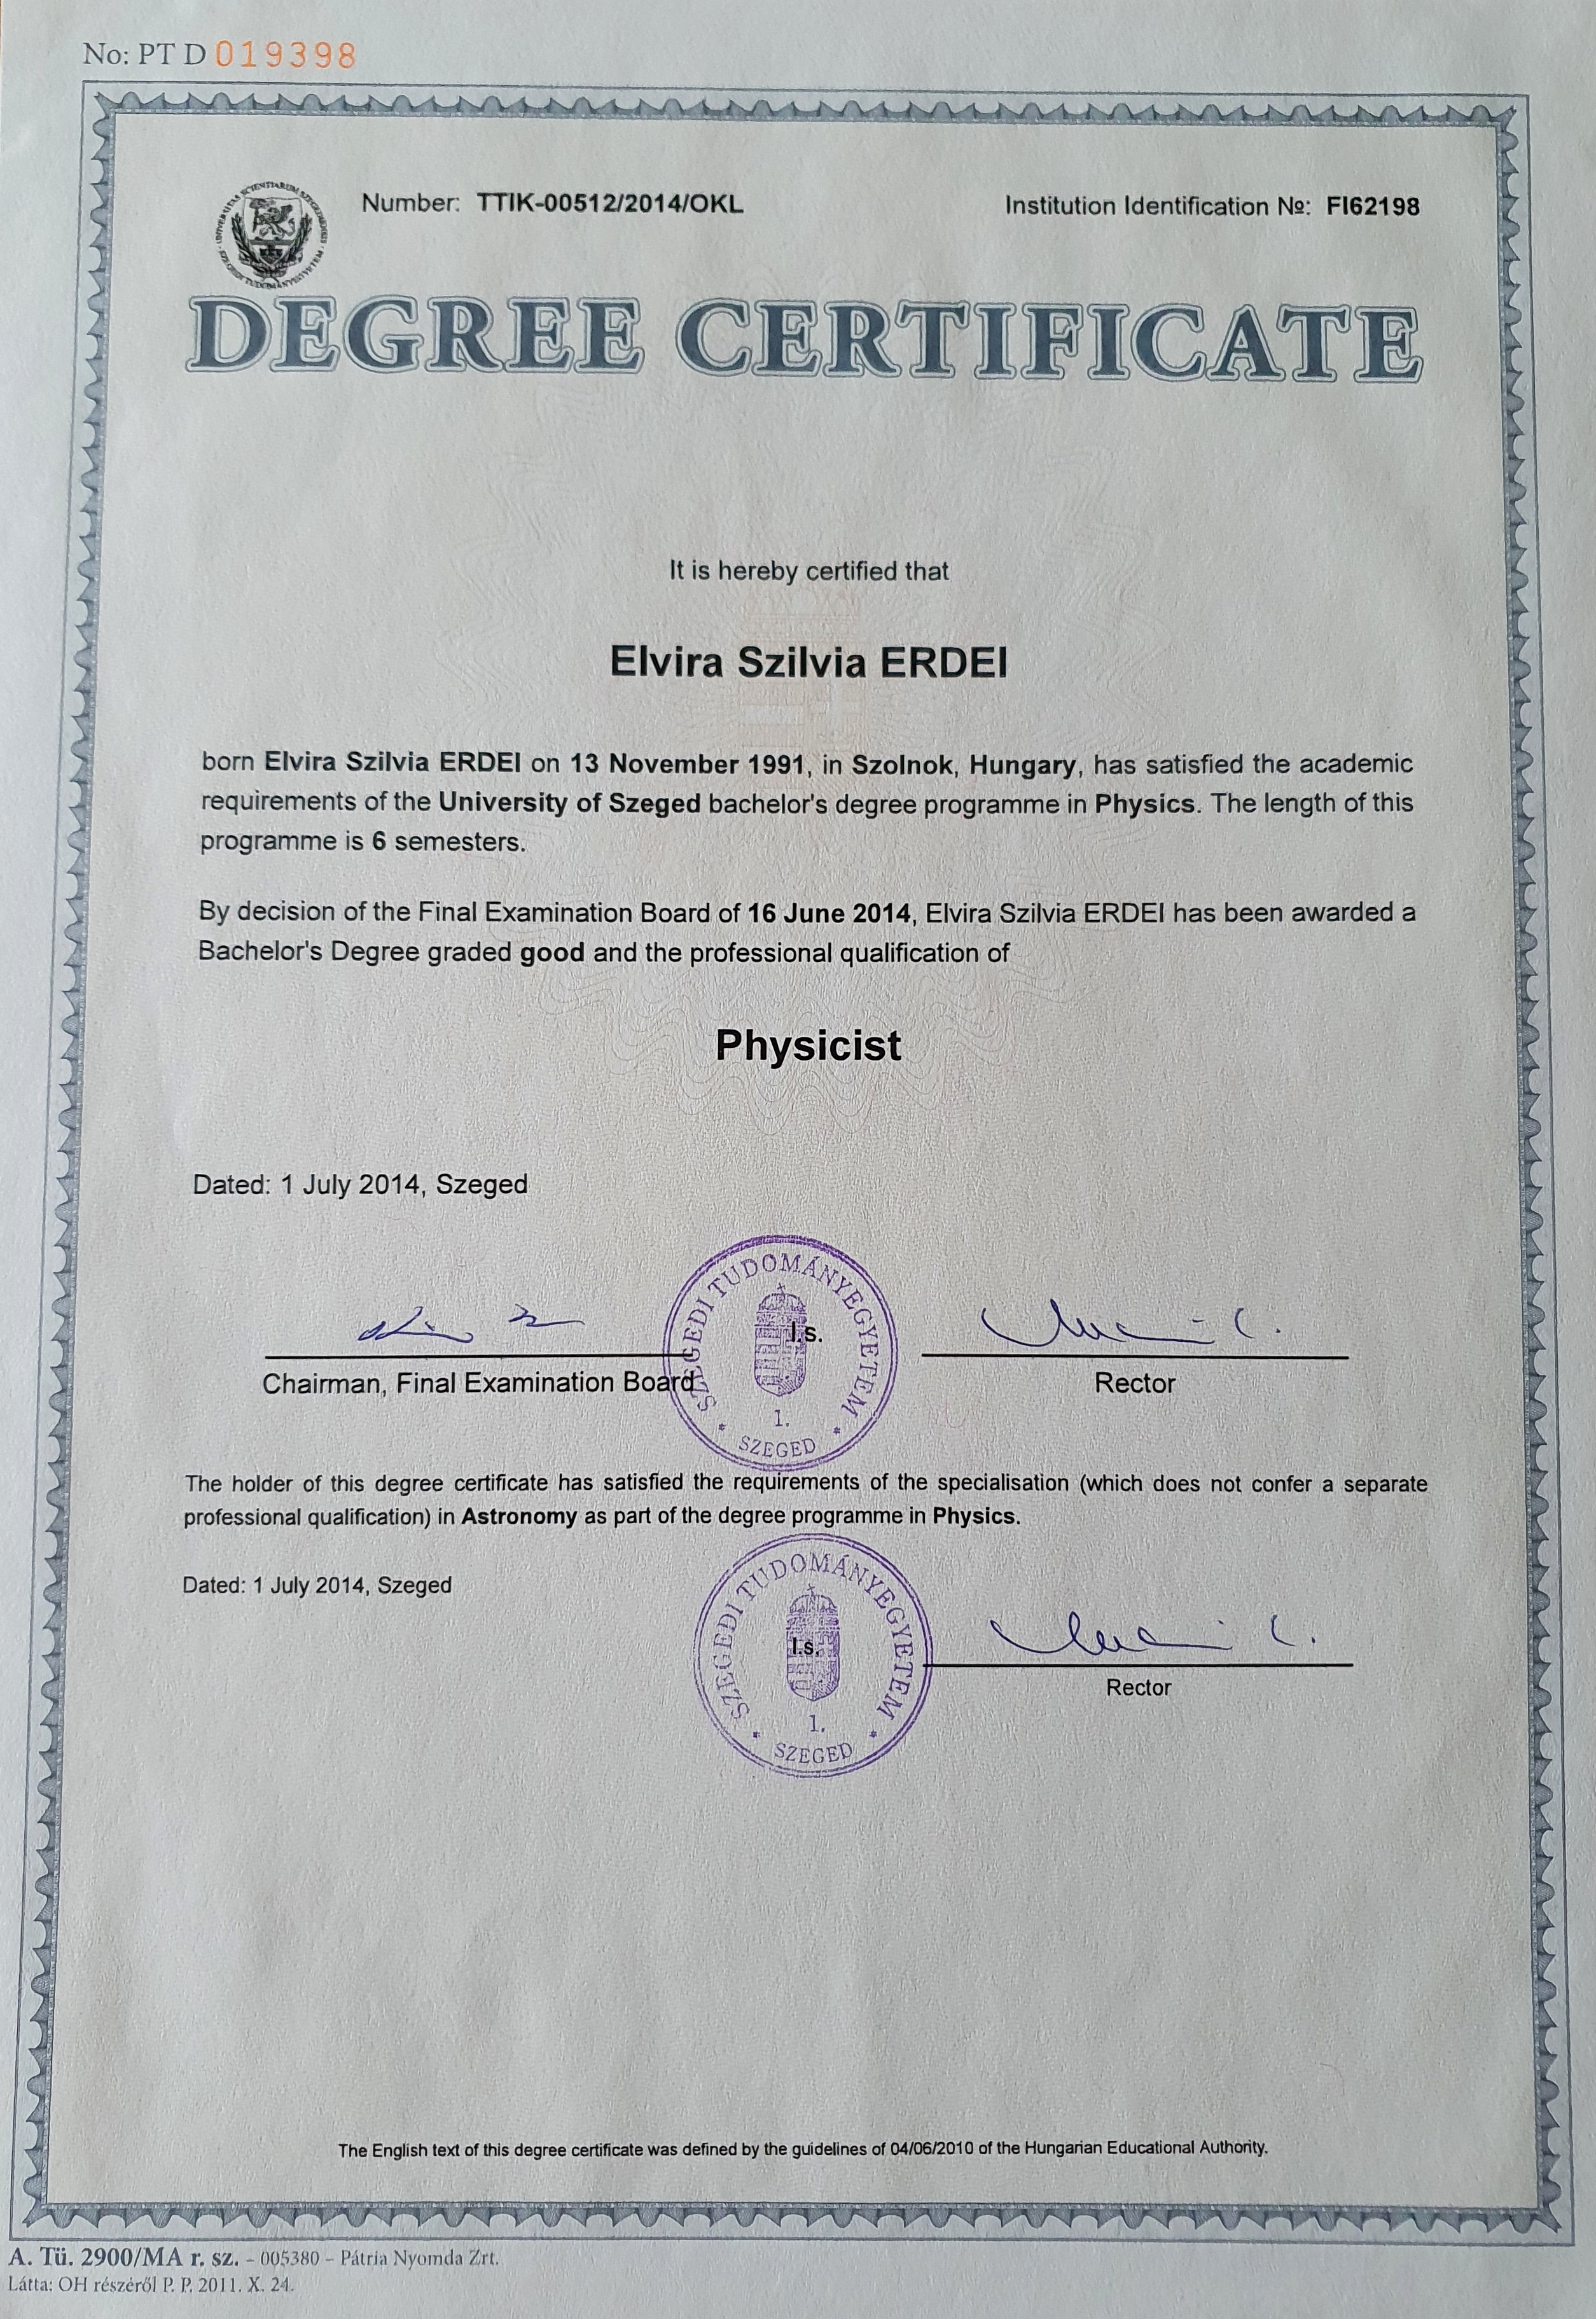 No: PT D 019398
Number: TTIK-00512/2014/OKL
Institution Identification №: FI62198
DEGREE CERTIFICATE
It is hereby certified that
Elvira Szilvia ERDEI
born Elvira Szilvia ERDEI on 13 November 1991, in Szolnok, Hungary, has satisfied the academic
requirements of the University of Szeged bachelor's degree programme in Physics. The length of this
programme is 6 semesters.
By decision of the Final Examination Board of 16 June 2014, Elvira Szilvia ERDEI has been awarded a
Bachelor's Degree graded good and the professional qualification of
Physicist
Dated: 1 July 2014, Szeged
SZEGEDI TUDOMÁNYEGYETEM
l.s.
1.
* SZEGED *
Chairman, Final Examination Board
Rector
The holder of this degree certificate has satisfied the requirements of the specialisation (which does not confer a separate
professional qualification) in Astronomy as part of the degree programme in Physics.
Dated: 1 July 2014, Szeged
SZEGEDI TUDOMÁNYEGYETEM
l.s.
1.
* SZEGED *
Rector
The English text of this degree certificate was defined by the guidelines of 04/06/2010 of the Hungarian Educational Authority.
A. Tü. 2900/MA r. sz. – 005380 – Pátria Nyomda Zrt.
Látta: OH részéről P. P. 2011. X. 24.